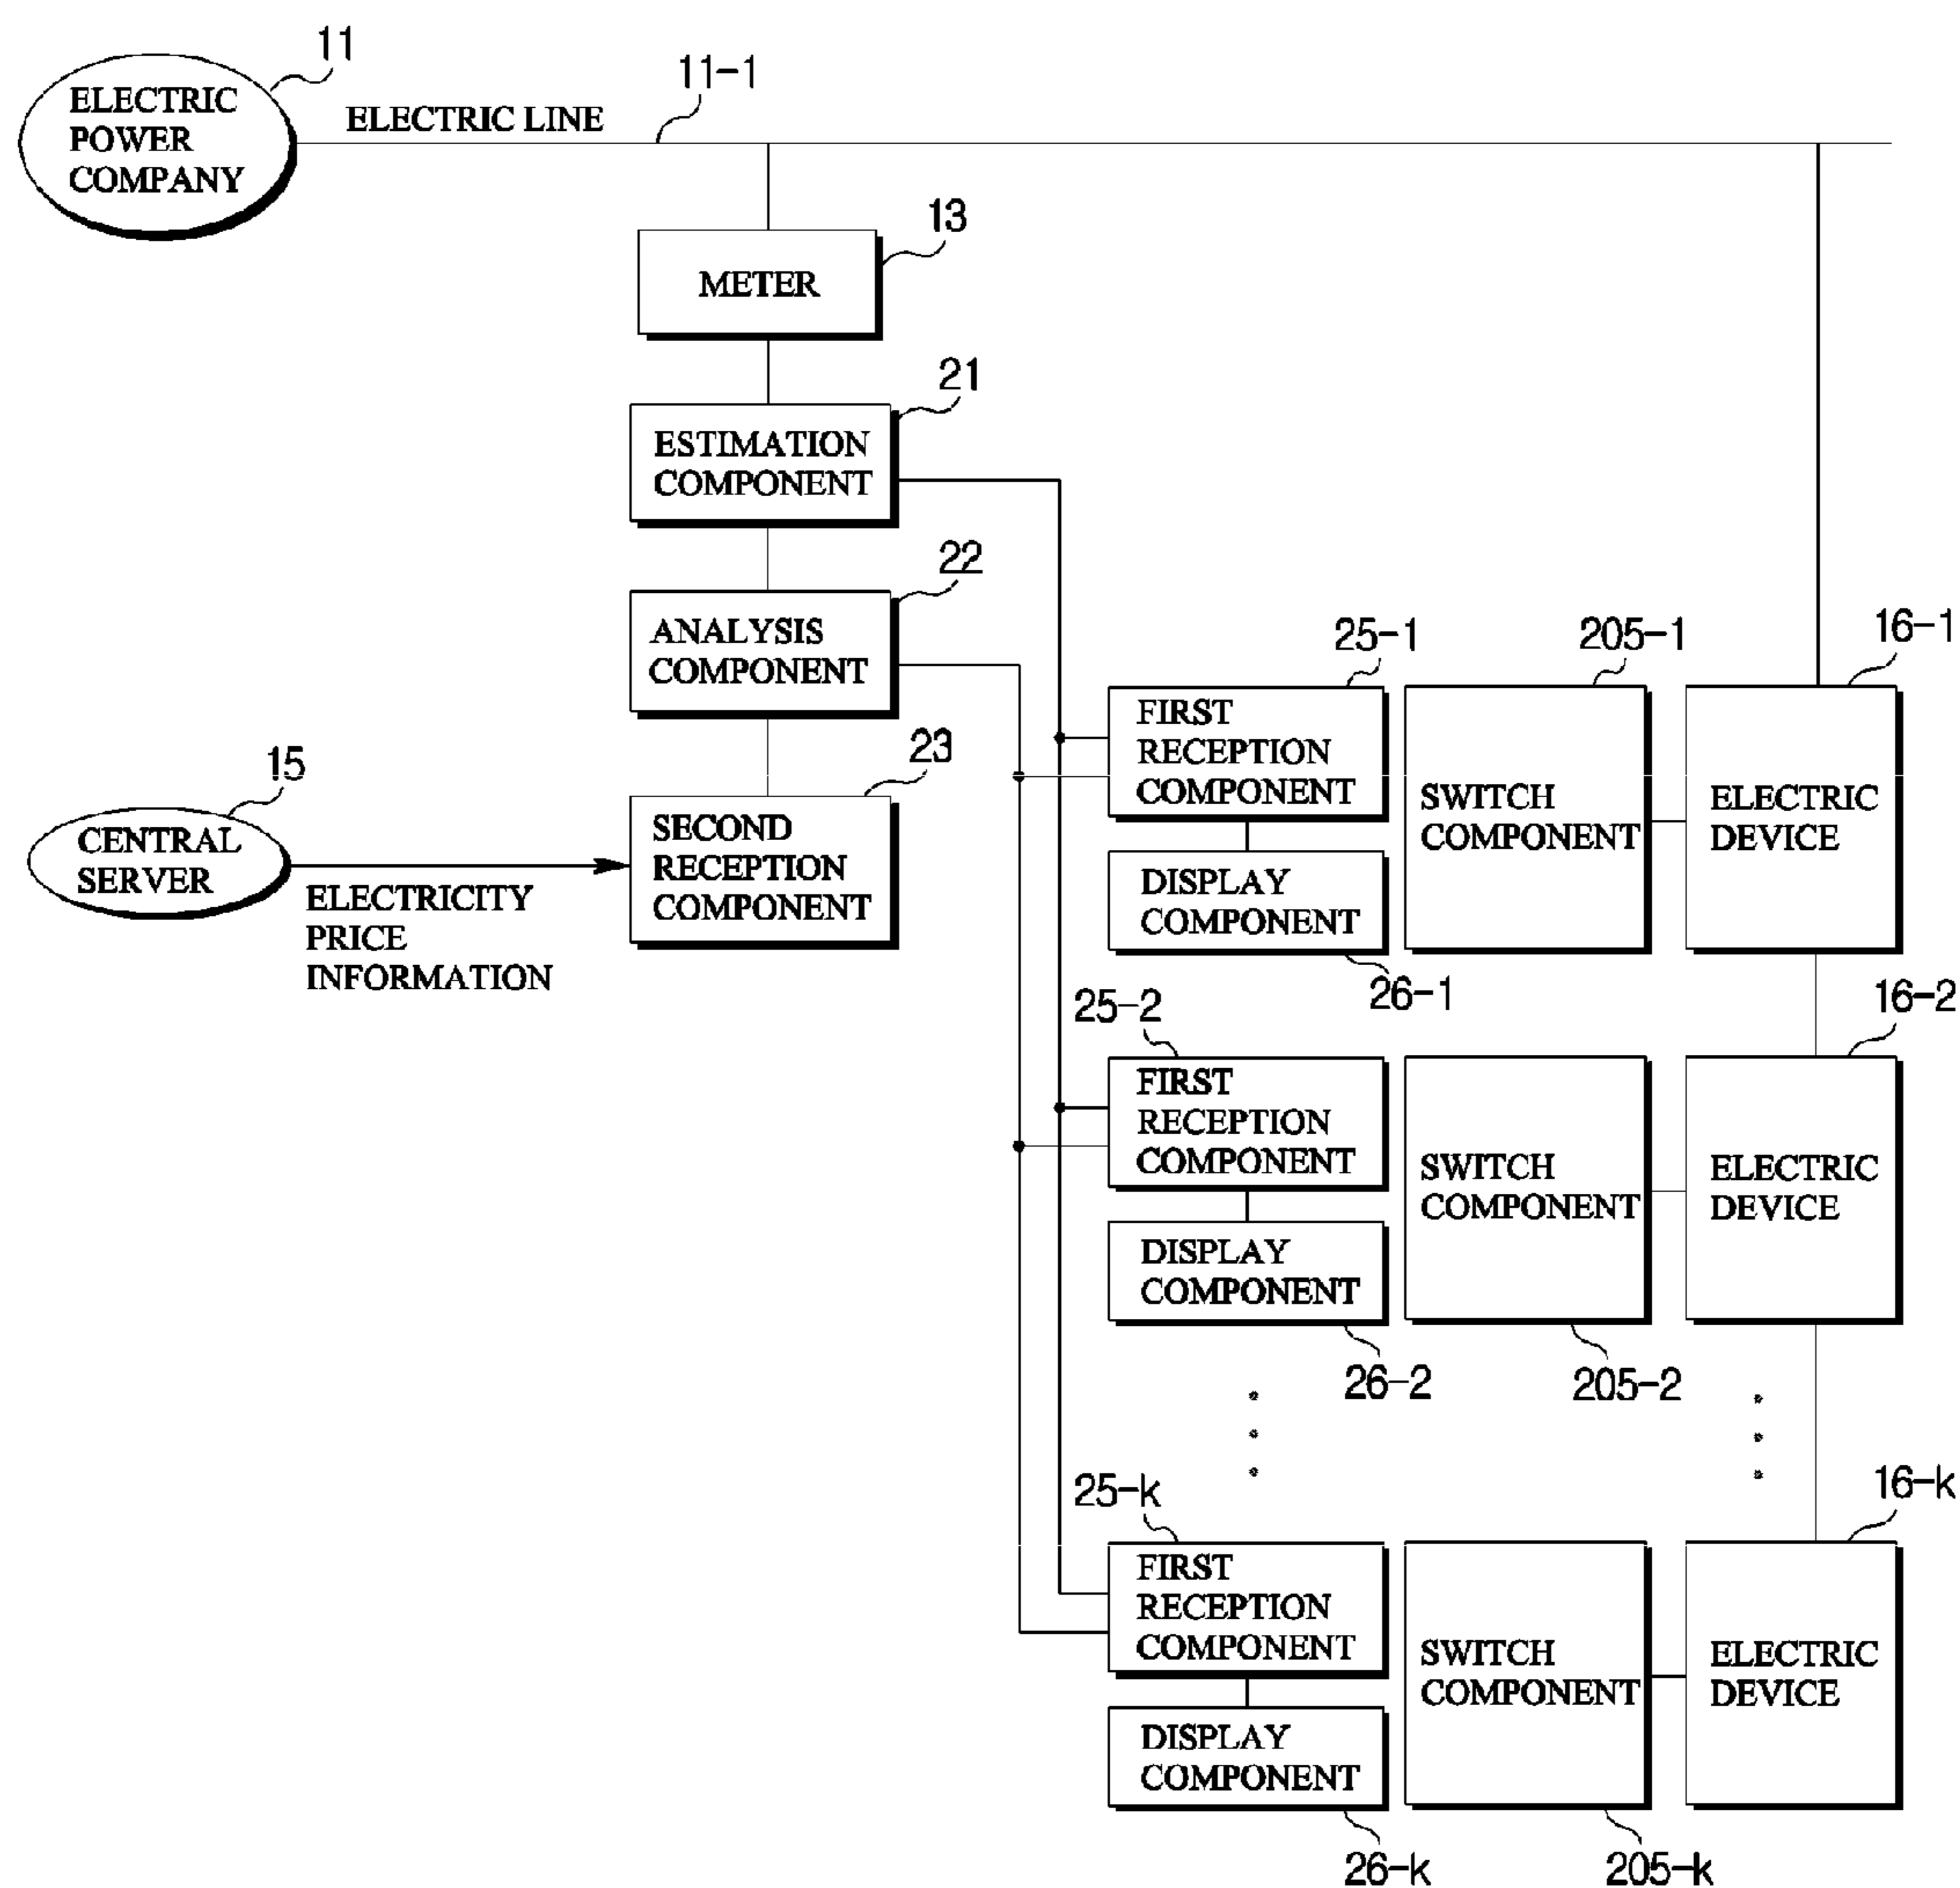 11
ELECTRIC
POWER
COMPANY
ELECTRIC LINE
11-1
13
METER
21
ESTIMATION
COMPONENT
22
ANALYSIS
COMPONENT
15
CENTRAL
SERVER
ELECTRICITY
PRICE
INFORMATION
23
SECOND
RECEPTION
COMPONENT
25-1
FIRST
RECEPTION
COMPONENT
DISPLAY
COMPONENT
26-1
205-1
SWITCH
COMPONENT
16-1
ELECTRIC
DEVICE
25-2
FIRST
RECEPTION
COMPONENT
DISPLAY
COMPONENT
26-2
SWITCH
COMPONENT
205-2
16-2
ELECTRIC
DEVICE
25-k
FIRST
RECEPTION
COMPONENT
DISPLAY
COMPONENT
26-k
SWITCH
COMPONENT
205-k
16-k
ELECTRIC
DEVICE